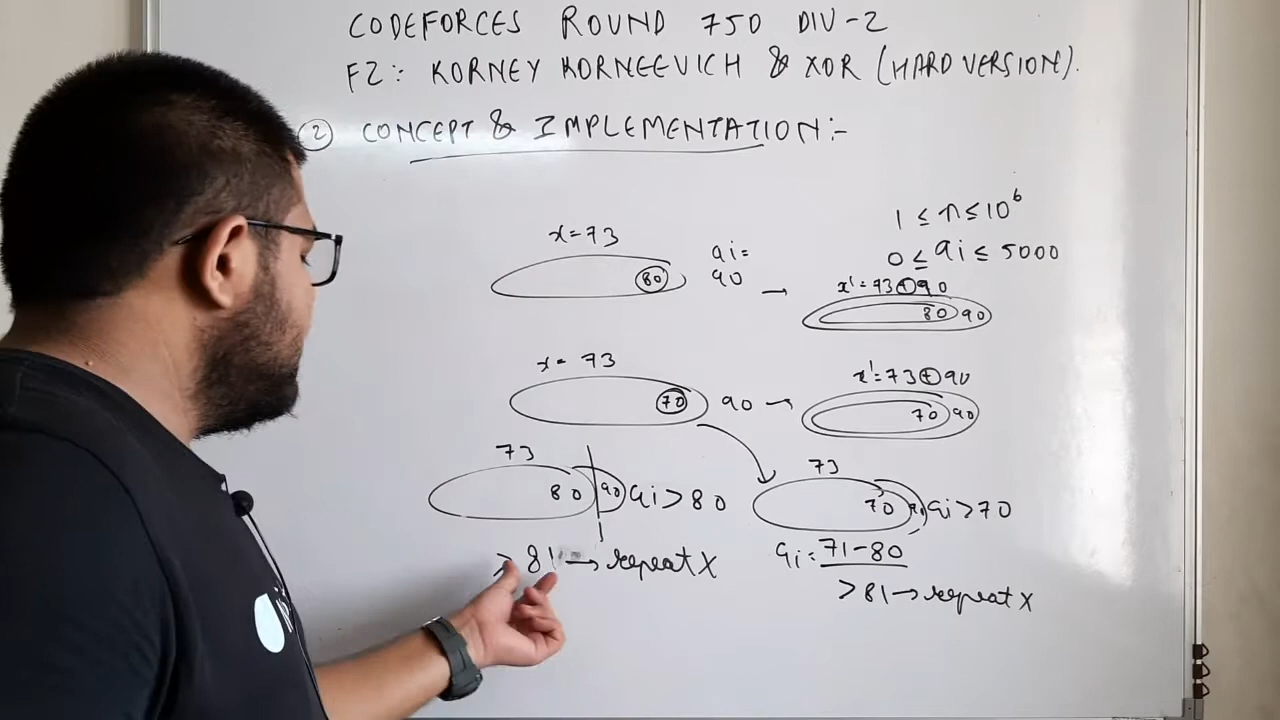 CODEFORCES ROUND 750 DIV-2
F2:- KORNEY KORNEEVICH & XOR (HARD VERSION).
② CONCEPT & IMPLEMENTATION:-
1 ≤ n ≤ 10⁶
0 ≤ ai ≤ 5000
x=73
80
ai=
90 →
x'=73⊕90
80 90
x=73
70
90 →
x'=73⊕90
70 90
73
80 90 ai>80
73
70 ai>70
>81→repeat X
ai=71-80
>81→repeat X